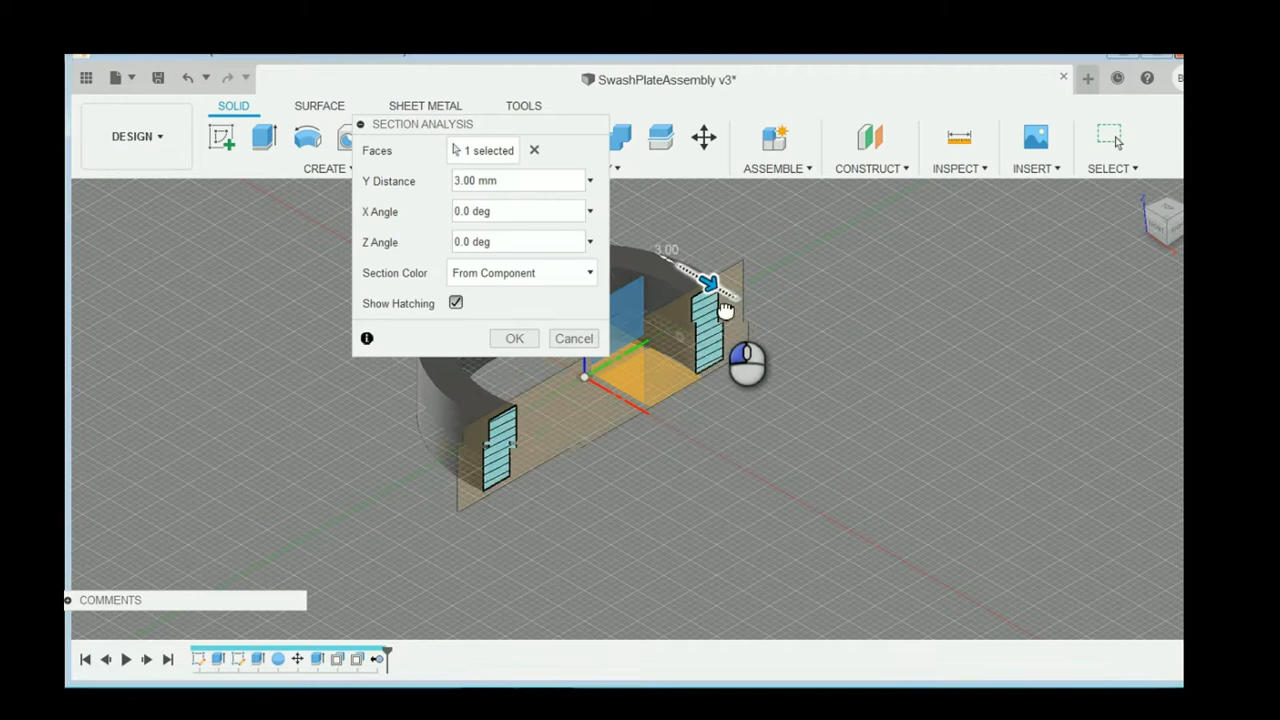 SwashPlateAssembly v3*
SOLID SURFACE SHEET METAL TOOLS
DESIGN
CREATE ASSEMBLE CONSTRUCT INSPECT INSERT SELECT
SECTION ANALYSIS
Faces 1 selected
Y Distance 3.00 mm
X Angle 0.0 deg
Z Angle 0.0 deg
Section Color From Component
Show Hatching
OK Cancel
3.00
COMMENTS